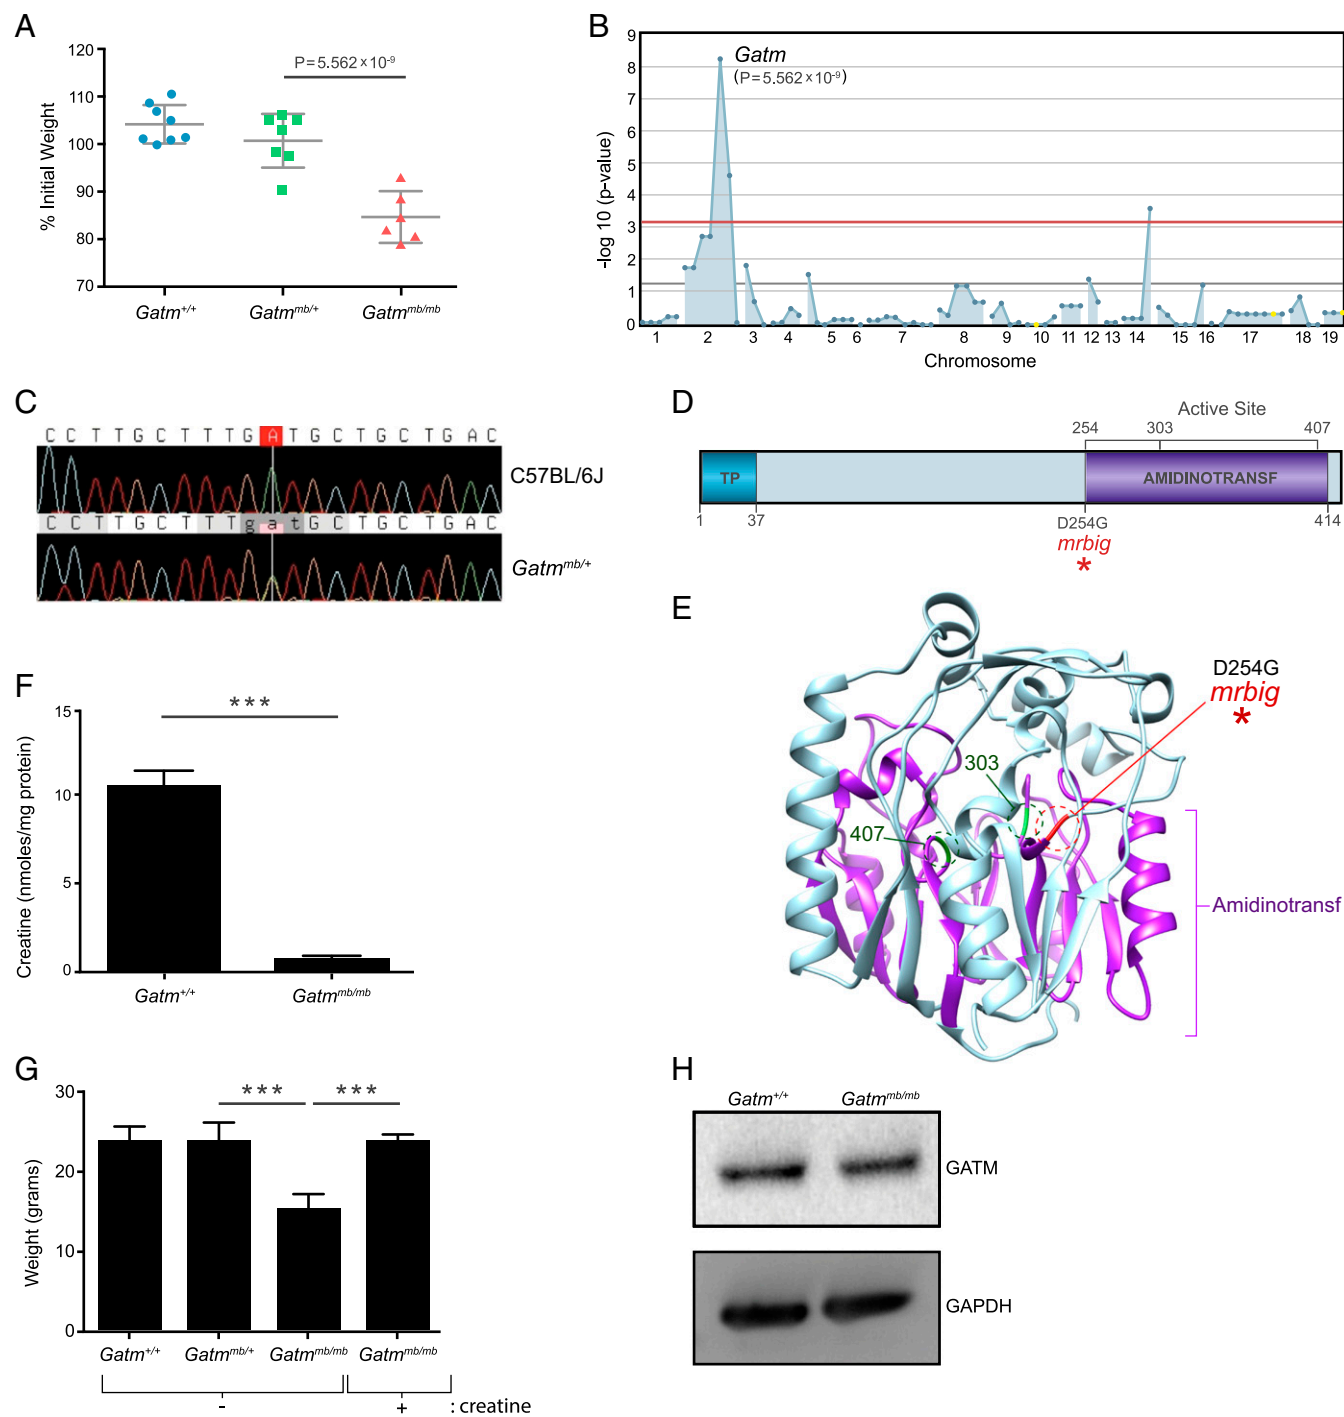 A
120
110
100
90
80
70
% Initial Weight
P=5.562×10⁻⁹
Gatm+/+
Gatmmb/+
Gatmmb/mb
B
9
8
7
6
5
4
3
2
1
0
-log 10 (p-value)
Gatm
(P=5.562×10⁻⁹)
1 2 3 4 5 6 7 8 9 10 11 12 13 14 15 16 17 18 19
Chromosome
C
C C T T G C T T T G A T G C T G C T G A C
C57BL/6J
C C T T G C T T T g a t G C T G C T G A C
Gatmmb/+
D
Active Site
254 303 407
TP
AMIDINOTRANSF
1 37 D254G 414
mrbig
*
E
D254G
mrbig
*
303
407
Amidinotransf
F
15
10
5
0
Creatine (nmoles/mg protein)
***
Gatm+/+
Gatmmb/mb
G
30
20
10
0
Weight (grams)
*** ***
Gatm+/+ Gatmmb/+ Gatmmb/mb Gatmmb/mb
- + : creatine
H
Gatm+/+ Gatmmb/mb
GATM
GAPDH